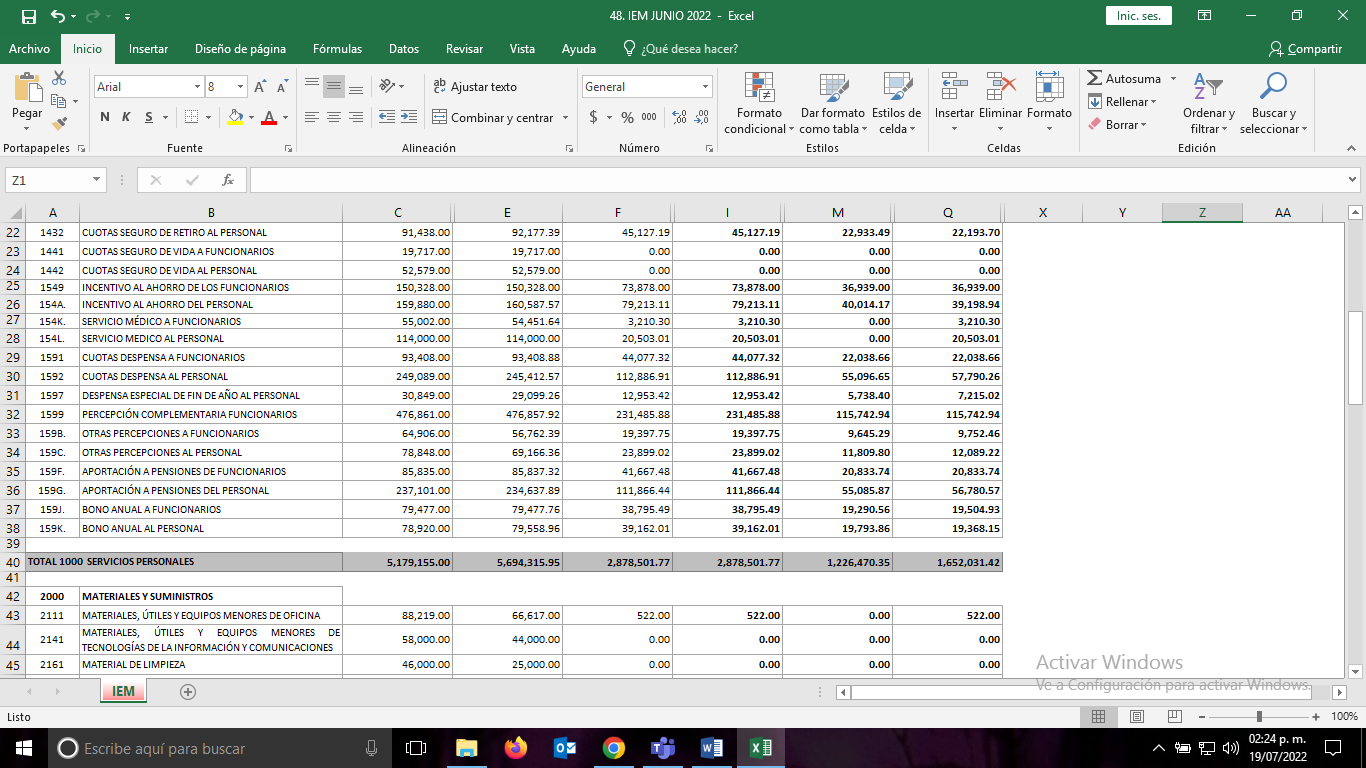 48. IEM JUNIO 2022 - Excel
Inic. ses.
Archivo Inicio Insertar Diseño de página Fórmulas Datos Revisar Vista Ayuda ¿Qué desea hacer? Compartir
Pegar
Portapapeles
Arial 8
N K S
Fuente
Ajustar texto
Combinar y centrar
Alineación
General
$ % 000
Número
Formato condicional
Dar formato como tabla
Estilos de celda
Estilos
Insertar Eliminar Formato
Celdas
Autosuma
Rellenar
Borrar
Ordenar y filtrar
Buscar y seleccionar
Edición
Z1 fx
A B C E F I M Q X Y Z AA
22 1432 CUOTAS SEGURO DE RETIRO AL PERSONAL 91,438.00 92,177.39 45,127.19 45,127.19 22,933.49 22,193.70
23 1441 CUOTAS SEGURO DE VIDA A FUNCIONARIOS 19,717.00 19,717.00 0.00 0.00 0.00 0.00
24 1442 CUOTAS SEGURO DE VIDA AL PERSONAL 52,579.00 52,579.00 0.00 0.00 0.00 0.00
25 1549 INCENTIVO AL AHORRO DE LOS FUNCIONARIOS 150,328.00 150,328.00 73,878.00 73,878.00 36,939.00 36,939.00
26 154A. INCENTIVO AL AHORRO DEL PERSONAL 159,880.00 160,587.57 79,213.11 79,213.11 40,014.17 39,198.94
27 154K. SERVICIO MÉDICO A FUNCIONARIOS 55,002.00 54,451.64 3,210.30 3,210.30 0.00 3,210.30
28 154L. SERVICIO MEDICO AL PERSONAL 114,000.00 114,000.00 20,503.01 20,503.01 0.00 20,503.01
29 1591 CUOTAS DESPENSA A FUNCIONARIOS 93,408.00 93,408.88 44,077.32 44,077.32 22,038.66 22,038.66
30 1592 CUOTAS DESPENSA AL PERSONAL 249,089.00 245,412.57 112,886.91 112,886.91 55,096.65 57,790.26
31 1597 DESPENSA ESPECIAL DE FIN DE AÑO AL PERSONAL 30,849.00 29,099.26 12,953.42 12,953.42 5,738.40 7,215.02
32 1599 PERCEPCIÓN COMPLEMENTARIA FUNCIONARIOS 476,861.00 476,857.92 231,485.88 231,485.88 115,742.94 115,742.94
33 159B. OTRAS PERCEPCIONES A FUNCIONARIOS 64,906.00 56,762.39 19,397.75 19,397.75 9,645.29 9,752.46
34 159C. OTRAS PERCEPCIONES AL PERSONAL 78,848.00 69,166.36 23,899.02 23,899.02 11,809.80 12,089.22
35 159F. APORTACIÓN A PENSIONES DE FUNCIONARIOS 85,835.00 85,837.32 41,667.48 41,667.48 20,833.74 20,833.74
36 159G. APORTACIÓN A PENSIONES DEL PERSONAL 237,101.00 234,637.89 111,866.44 111,866.44 55,085.87 56,780.57
37 159J. BONO ANUAL A FUNCIONARIOS 79,477.00 79,477.76 38,795.49 38,795.49 19,290.56 19,504.93
38 159K. BONO ANUAL AL PERSONAL 78,920.00 79,558.96 39,162.01 39,162.01 19,793.86 19,368.15
39
40 TOTAL 1000 SERVICIOS PERSONALES 5,179,155.00 5,694,315.95 2,878,501.77 2,878,501.77 1,226,470.35 1,652,031.42
41
42 2000 MATERIALES Y SUMINISTROS
43 2111 MATERIALES, ÚTILES Y EQUIPOS MENORES DE OFICINA 88,219.00 66,617.00 522.00 522.00 0.00 522.00
44 2141 MATERIALES, ÚTILES Y EQUIPOS MENORES DE TECNOLOGÍAS DE LA INFORMACIÓN Y COMUNICACIONES 58,000.00 44,000.00 0.00 0.00 0.00 0.00
45 2161 MATERIAL DE LIMPIEZA 46,000.00 25,000.00 0.00 0.00 0.00 0.00
Activar Windows
Ve a Configuración para activar Windows.
IEM
Listo 100%
Escribe aquí para buscar
02:24 p. m.
19/07/2022